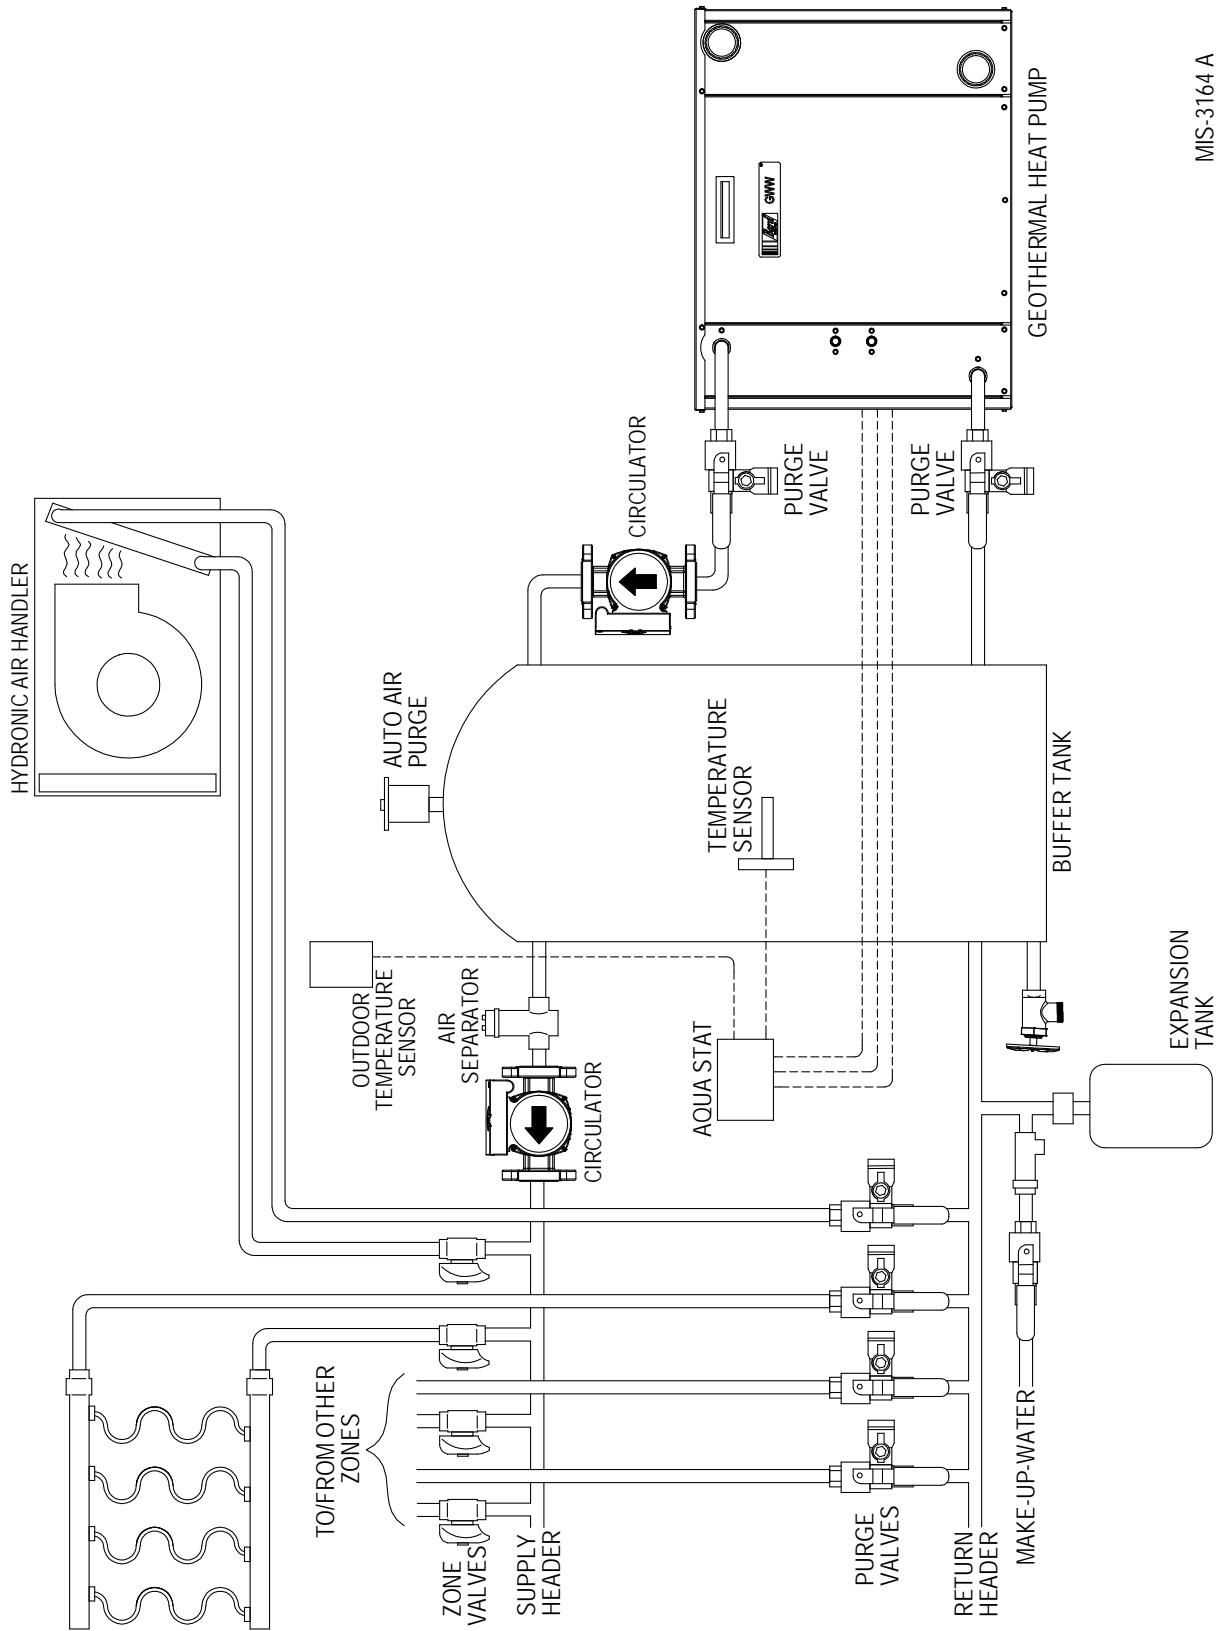 HYDRONIC AIR HANDLER
TO/FROM OTHER
ZONES
ZONE
VALVES
SUPPLY
HEADER
OUTDOOR
TEMPERATURE
SENSOR
AIR
SEPARATOR
CIRCULATOR
AUTO AIR
PURGE
CIRCULATOR
AQUA STAT
TEMPERATURE
SENSOR
PURGE
VALVE
PURGE
VALVE
GWW
GEOTHERMAL HEAT PUMP
PURGE
VALVES
RETURN
HEADER
MAKE-UP-WATER
BUFFER TANK
EXPANSION
TANK
MIS-3164 A